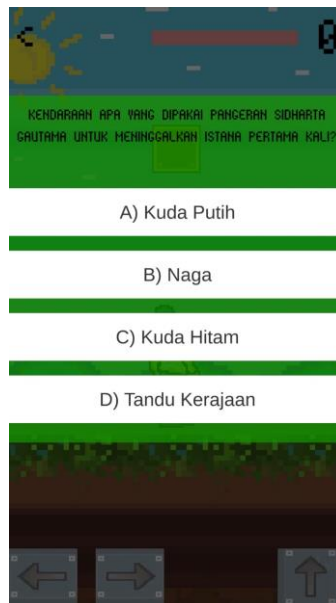 KENDARAAN APA YANG DIPAKAI PANGERAN SIDHARTA
GAUTAMA UNTUK MENINGGALKAN ISTANA PERTAMA KALI?
A) Kuda Putih
B) Naga
C) Kuda Hitam
D) Tandu Kerajaan